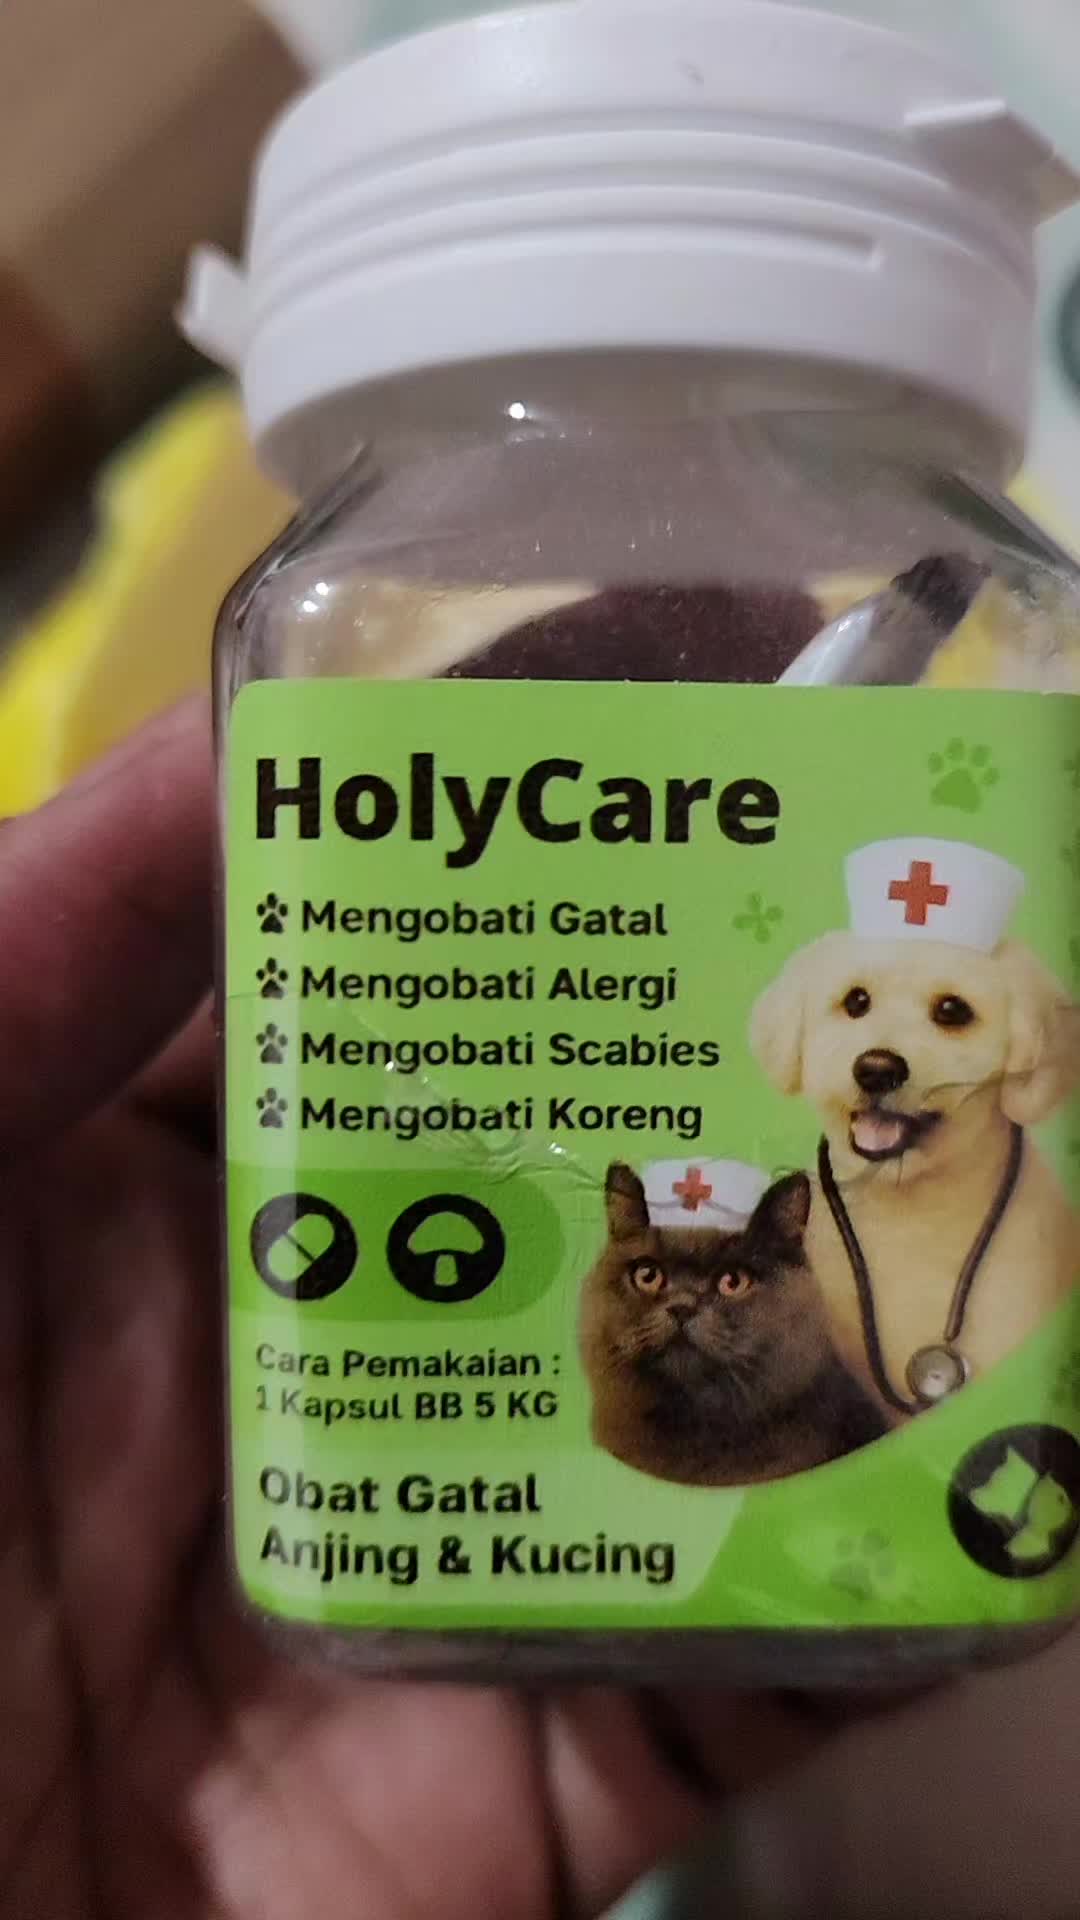 HolyCare
Mengobati Gatal
Mengobati Alergi
Mengobati Scabies
Mengobati Koreng
Cara Pemakaian :
1 Kapsul BB 5 KG
Obat Gatal
Anjing & Kucing